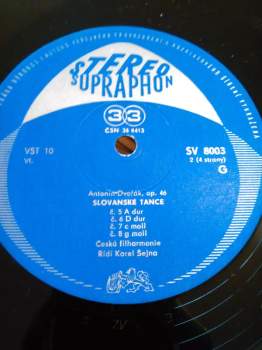 STEREO
SUPRAPHON
33
ČSN 36 8413
VST 10
VI.
SV 8003
2 (4 strany)
G
Antonín Dvořák, op. 46
SLOVANSKÉ TANCE
č. 5 A dur
č. 6 D dur
č. 7 c moll
č. 8 g moll
Česká filharmonie
Řídí Karel Šejna